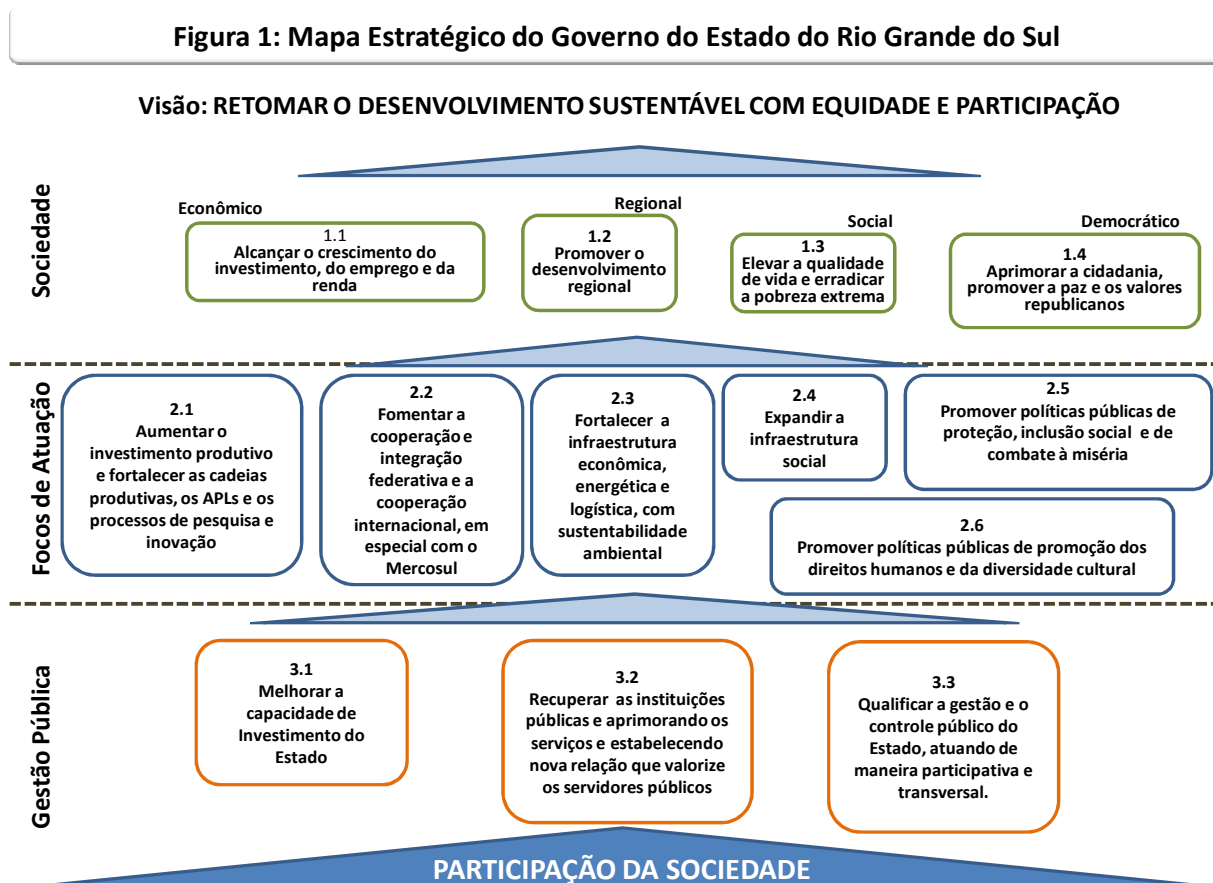 Figura 1: Mapa Estratégico do Governo do Estado do Rio Grande do Sul
Visão: RETOMAR O DESENVOLVIMENTO SUSTENTÁVEL COM EQUIDADE E PARTICIPAÇÃO
Sociedade
Econômico
1.1
Alcançar o crescimento do
investimento, do emprego e da
renda
Regional
1.2
Promover o
desenvolvimento
regional
Social
1.3
Elevar a qualidade
de vida e erradicar
a pobreza extrema
Democrático
1.4
Aprimorar a cidadania,
promover a paz e os valores
republicanos
Focos de Atuação
2.1
Aumentar o
investimento produtivo
e fortalecer as cadeias
produtivas, os APLs e os
processos de pesquisa e
inovação
2.2
Fomentar a
cooperação e
integração
federativa e a
cooperação
internacional, em
especial com o
Mercosul
2.3
Fortalecer a
infraestrutura
econômica,
energética e
logística, com
sustentabilidade
ambiental
2.4
Expandir a
infraestrutura
social
2.5
Promover políticas públicas de
proteção, inclusão social e de
combate à miséria
2.6
Promover políticas públicas de promoção dos
direitos humanos e da diversidade cultural
Gestão Pública
3.1
Melhorar a
capacidade de
Investimento do
Estado
3.2
Recuperar as instituições
públicas e aprimorando os
serviços e estabelecendo
nova relação que valorize
os servidores públicos
3.3
Qualificar a gestão e o
controle público do
Estado, atuando de
maneira participativa e
transversal.
PARTICIPAÇÃO DA SOCIEDADE